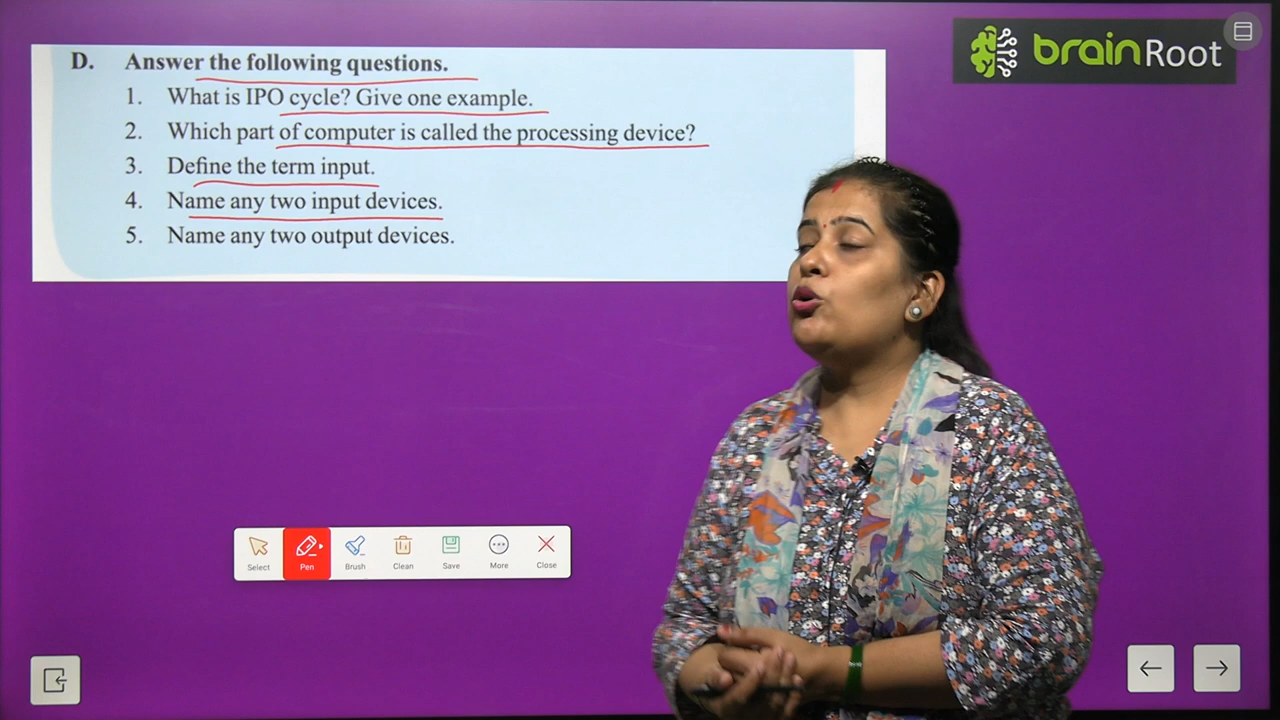 D. Answer the following questions.
1. What is IPO cycle? Give one example.
2. Which part of computer is called the processing device?
3. Define the term input.
4. Name any two input devices.
5. Name any two output devices.
brainRoot
Select Pen Brush Clean Save More Close